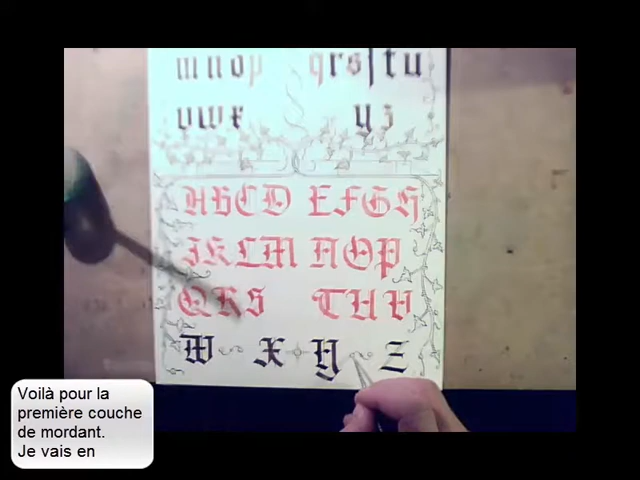 m n o p q r s ſ t u
v w x y z
A B C D E F G H
I K L M N O P
Q R S T U V
W X Y Z
Voilà pour la
première couche
de mordant.
Je vais en